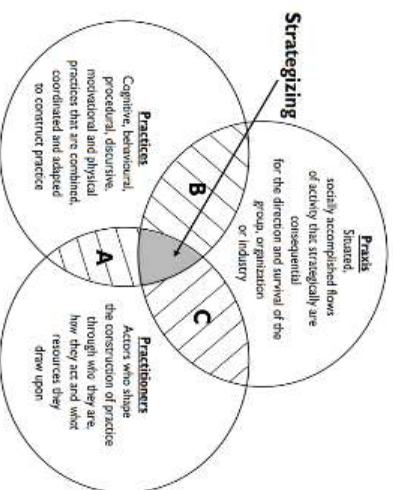 Strategizing
Praxis
Situated,
socially accomplished flows
of activity that strategically are
consequential
for the direction and survival of the
group, organization
or industry
B
C
A
Practices
Cognitive, behavioural,
procedural, discursive,
motivational and physical
practices that are combined,
coordinated and adapted
to construct practice
Practitioners
Actors who shape
the construction of practice
through who they are,
how they act and what
resources they
draw upon